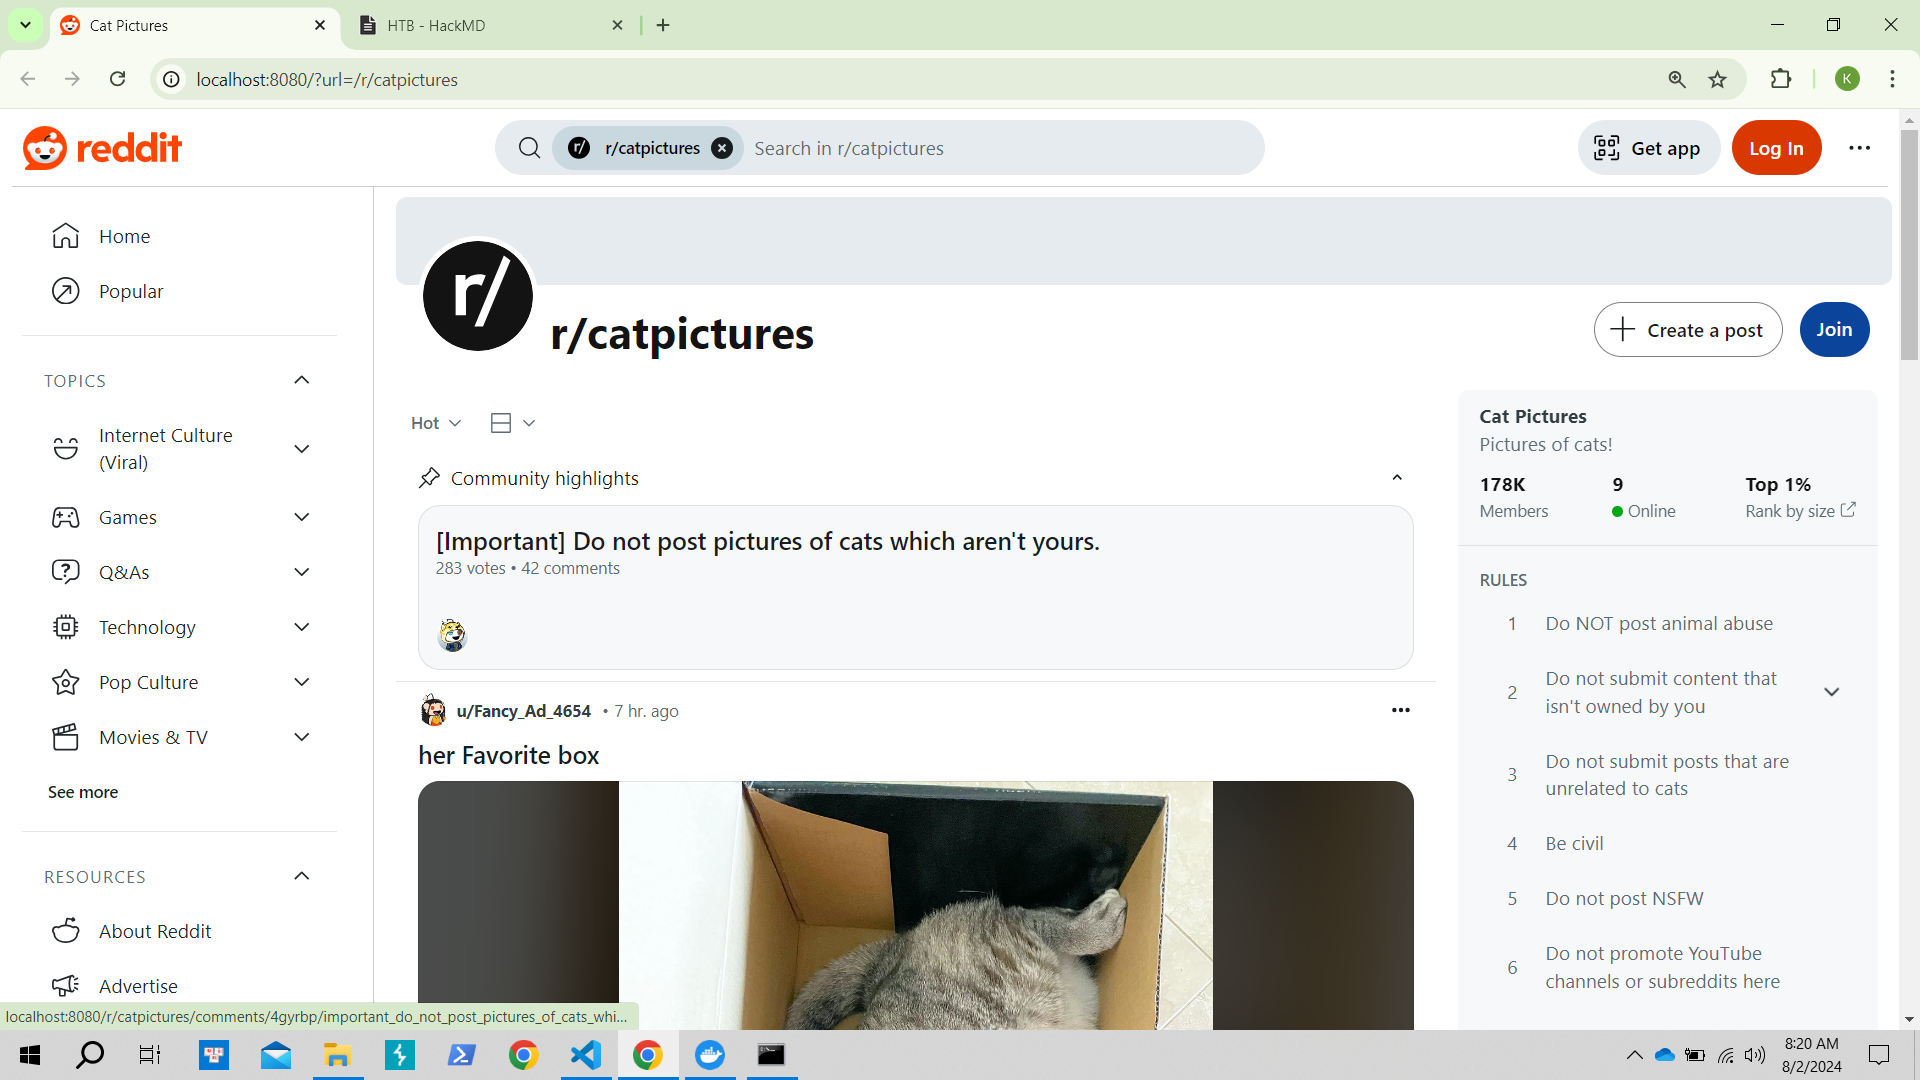 Cat Pictures
HTB - HackMD
localhost:8080/?url=/r/catpictures
K
reddit
r/ r/catpictures
Search in r/catpictures
Get app
Log In
Home
Popular
TOPICS
Internet Culture
(Viral)
Games
Q&As
Technology
Pop Culture
Movies & TV
See more
RESOURCES
About Reddit
Advertise
r/
r/catpictures
Create a post
Join
Hot
Community highlights
[Important] Do not post pictures of cats which aren't yours.
283 votes • 42 comments
u/Fancy_Ad_4654 • 7 hr. ago
her Favorite box
Cat Pictures
Pictures of cats!
178K
Members
9
Online
Top 1%
Rank by size
RULES
1 Do NOT post animal abuse
2 Do not submit content that
isn't owned by you
3 Do not submit posts that are
unrelated to cats
4 Be civil
5 Do not post NSFW
6 Do not promote YouTube
channels or subreddits here
localhost:8080/r/catpictures/comments/4gyrbp/important_do_not_post_pictures_of_cats_whi...
8:20 AM
8/2/2024